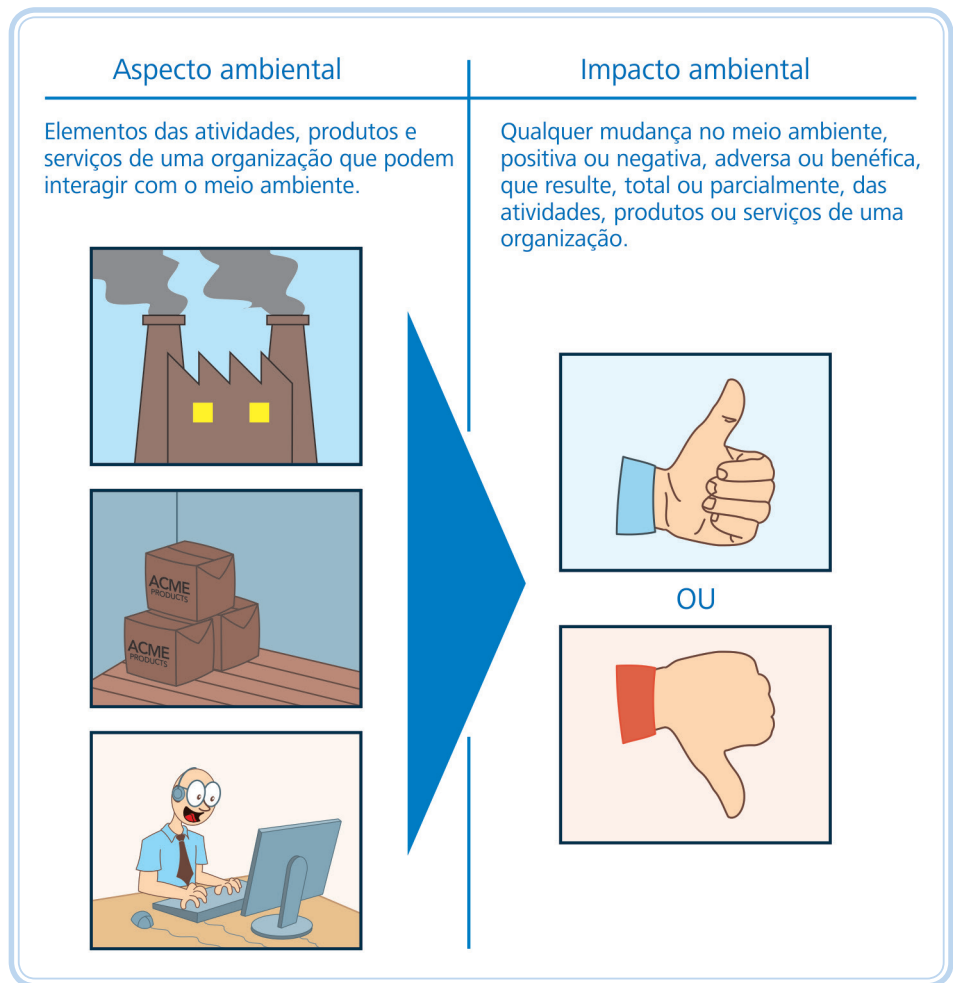 Aspecto ambiental
Elementos das atividades, produtos e
serviços de uma organização que podem
interagir com o meio ambiente.
Impacto ambiental
Qualquer mudança no meio ambiente,
positiva ou negativa, adversa ou benéfica,
que resulte, total ou parcialmente, das
atividades, produtos ou serviços de uma
organização.
ACME
PRODUCTS
ACME
PRODUCTS
OU